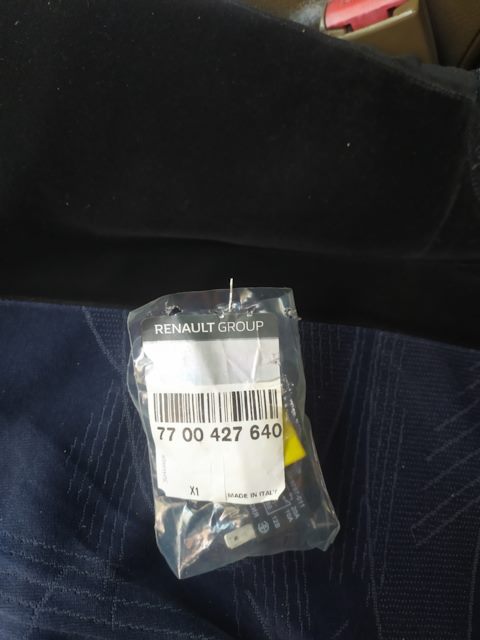 RENAULT GROUP
77 00 427 640
X1
MADE IN ITALY